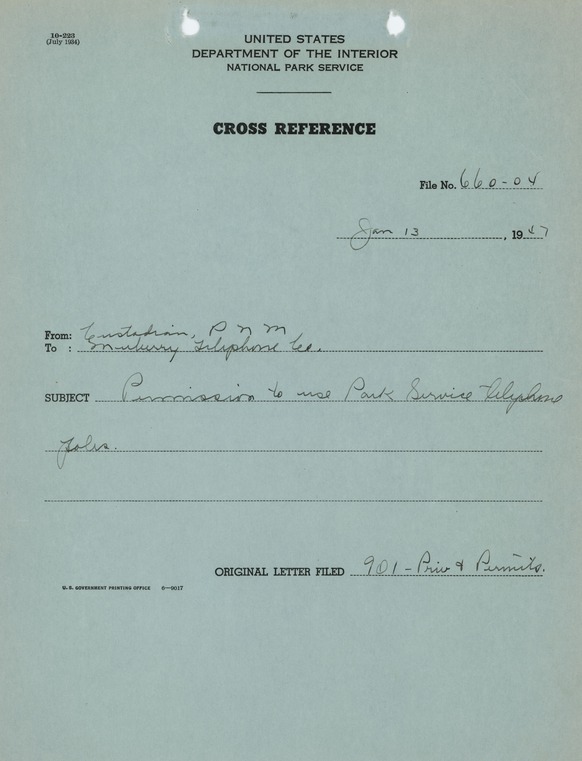 10-223
(July 1934)
UNITED STATES
DEPARTMENT OF THE INTERIOR
NATIONAL PARK SERVICE
CROSS REFERENCE
File No. 660-04
Jan 13, 1947
From: Custodian, P N M
To : Telephone Co.
SUBJECT Permission to use Park Service telephone
Poles.
ORIGINAL LETTER FILED 901-Priv & Permits.
U. S. GOVERNMENT PRINTING OFFICE 6-9017